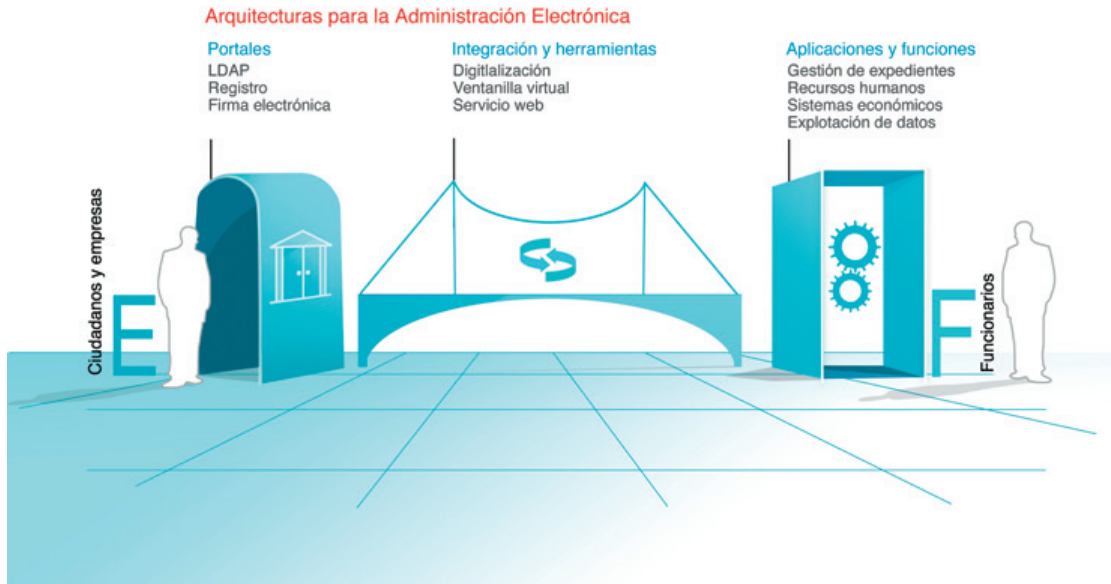 Arquitecturas para la Administración Electrónica
Portales
LDAP
Registro
Firma electrónica
Integración y herramientas
Digitlalización
Ventanilla virtual
Servicio web
Aplicaciones y funciones
Gestión de expedientes
Recursos humanos
Sistemas económicos
Explotación de datos
Ciudadanos y empresas
E
F
Funcionarios